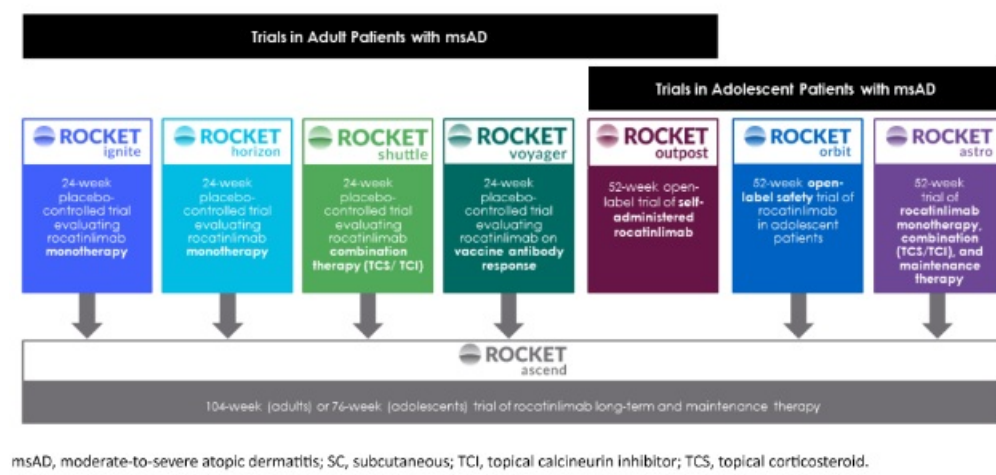 Trials in Adult Patients with msAD
Trials in Adolescent Patients with msAD
ROCKET
ignite
24-week
placebo-
controlled trial
evaluating
rocatinlimab
monotherapy
ROCKET
horizon
24-week
placebo-
controlled trial
evaluating
rocatinlimab
monotherapy
ROCKET
shuttle
24-week
placebo-
controlled trial
evaluating
rocatinlimab
combination
therapy (TCS/ TCI)
ROCKET
voyager
24-week
placebo-
controlled trial
evaluating
rocatinlimab on
vaccine antibody
response
ROCKET
outpost
52-week open-
label trial of self-
administered
rocatinlimab
ROCKET
orbit
52-week open-
label safety trial of
rocatinlimab
in adolescent
patients
ROCKET
astro
52-week
trial of
rocatinlimab
monotherapy,
combination
(TCS/TCI), and
maintenance
therapy
ROCKET
ascend
104-week (adults) or 76-week (adolescents) trial of rocatinlimab long-term and maintenance therapy
msAD, moderate-to-severe atopic dermatitis; SC, subcutaneous; TCI, topical calcineurin inhibitor; TCS, topical corticosteroid.